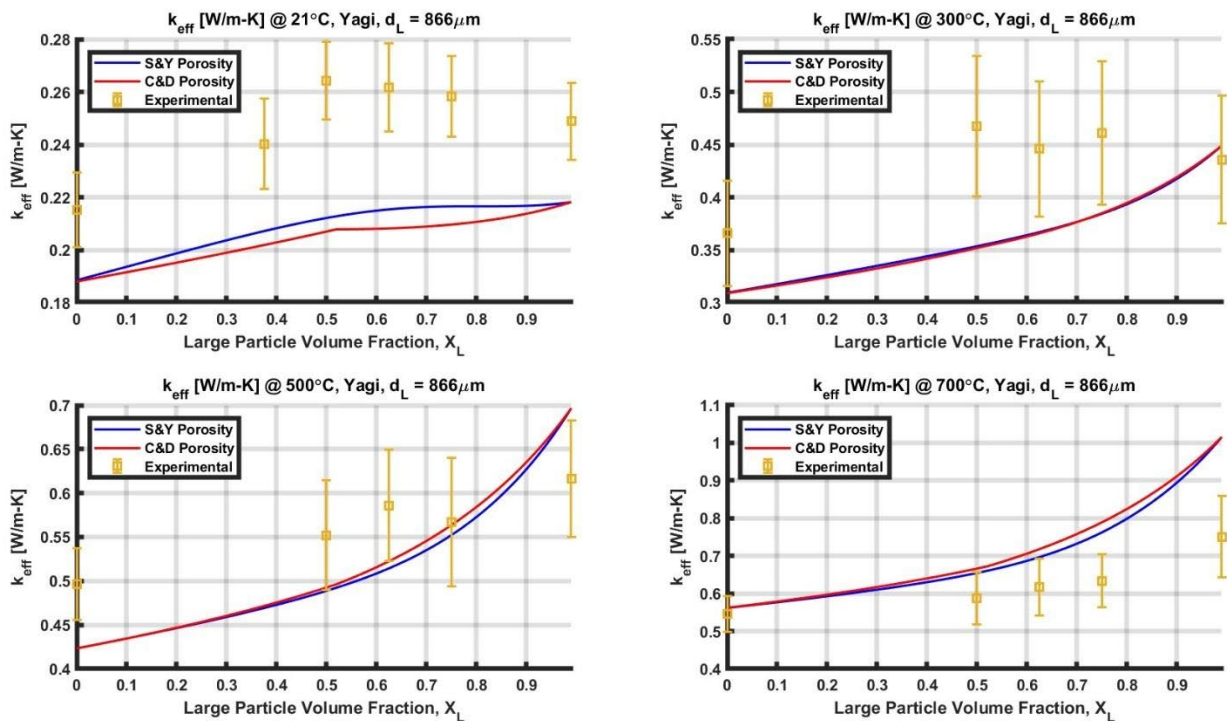 k_eff [W/m-K] @ 21°C, Yagi, d_L = 866μm
0.28
0.26
0.24
0.22
0.2
0.18
k_eff [W/m-K]
S&Y Porosity
C&D Porosity
Experimental
0 0.1 0.2 0.3 0.4 0.5 0.6 0.7 0.8 0.9
Large Particle Volume Fraction, X_L
k_eff [W/m-K] @ 300°C, Yagi, d_L = 866μm
0.55
0.5
0.45
0.4
0.35
0.3
k_eff [W/m-K]
S&Y Porosity
C&D Porosity
Experimental
0 0.1 0.2 0.3 0.4 0.5 0.6 0.7 0.8 0.9
Large Particle Volume Fraction, X_L
k_eff [W/m-K] @ 500°C, Yagi, d_L = 866μm
0.7
0.65
0.6
0.55
0.5
0.45
0.4
k_eff [W/m-K]
S&Y Porosity
C&D Porosity
Experimental
0 0.1 0.2 0.3 0.4 0.5 0.6 0.7 0.8 0.9
Large Particle Volume Fraction, X_L
k_eff [W/m-K] @ 700°C, Yagi, d_L = 866μm
1.1
1
0.9
0.8
0.7
0.6
0.5
0.4
k_eff [W/m-K]
S&Y Porosity
C&D Porosity
Experimental
0 0.1 0.2 0.3 0.4 0.5 0.6 0.7 0.8 0.9
Large Particle Volume Fraction, X_L